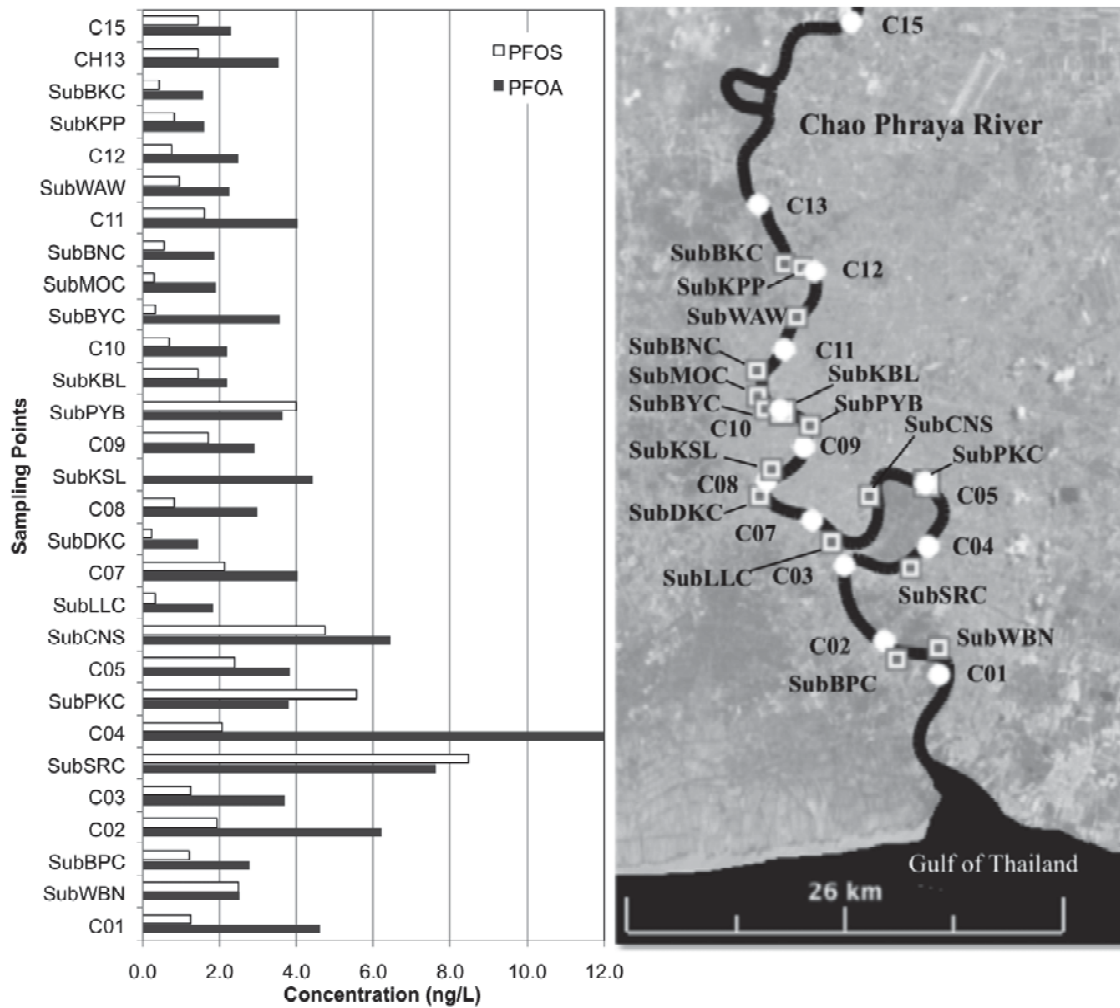 C15
CH13
SubBKC
SubKPP
C12
SubWAW
C11
SubBNC
SubMOC
SubBYC
C10
SubKBL
SubPYB
C09
SubKSL
C08
SubDKC
C07
SubLLC
SubCNS
C05
SubPKC
C04
SubSRC
C03
C02
SubBPC
SubWBN
C01
Sampling Points
PFOS
PFOA
0.0 2.0 4.0 6.0 8.0 10.0 12.0
Concentration (ng/L)
C15
Chao Phraya River
C13
SubBKC
C12
SubKPP
SubWAW
SubBNC
C11
SubMOC
SubKBL
SubBYC
SubPYB
C10
SubCNS
C09
SubKSL
SubPKC
C08
C05
SubDKC
C07
C04
SubLLC
C03
SubSRC
C02
SubWBN
SubBPC
C01
Gulf of Thailand
26 km